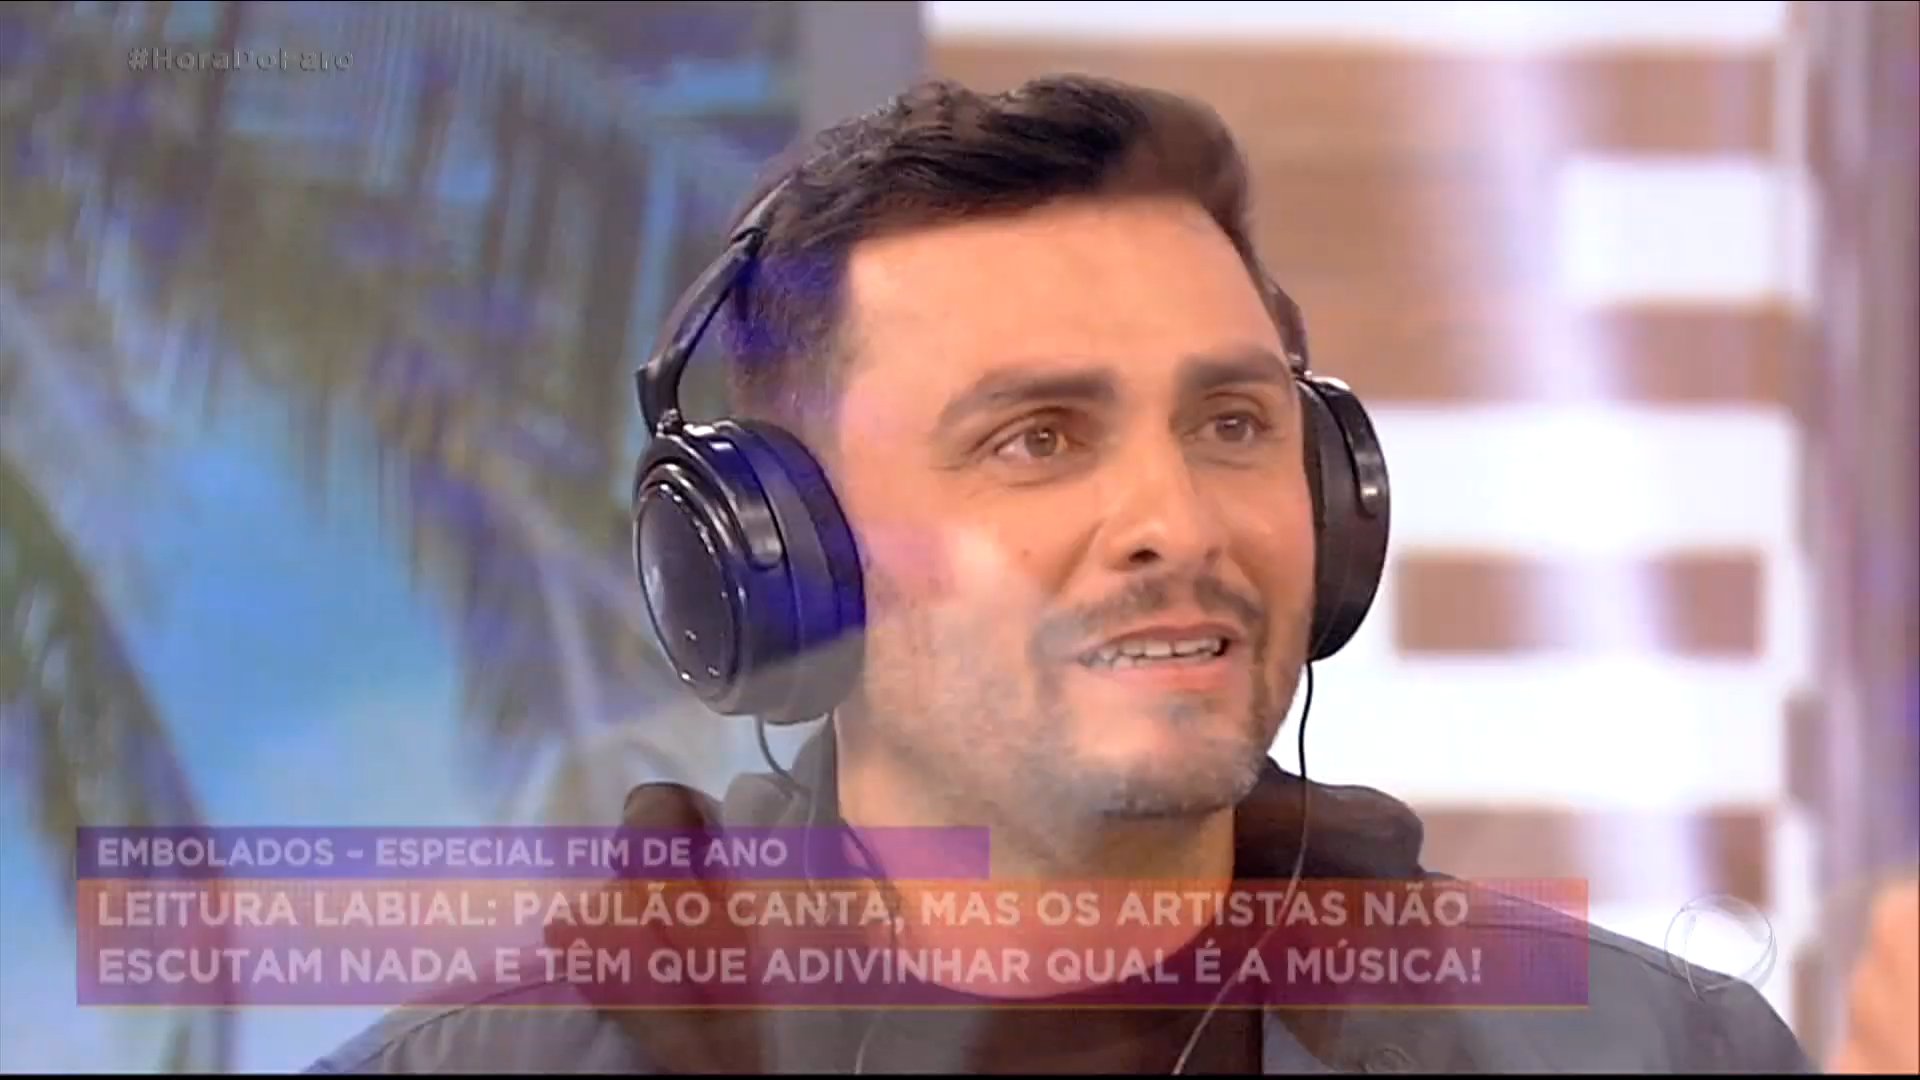 #HoraDoFaro
EMBOLADOS - ESPECIAL FIM DE ANO
LEITURA LABIAL: PAULÃO CANTA, MAS OS ARTISTAS NÃO
ESCUTAM NADA E TÊM QUE ADIVINHAR QUAL É A MÚSICA!